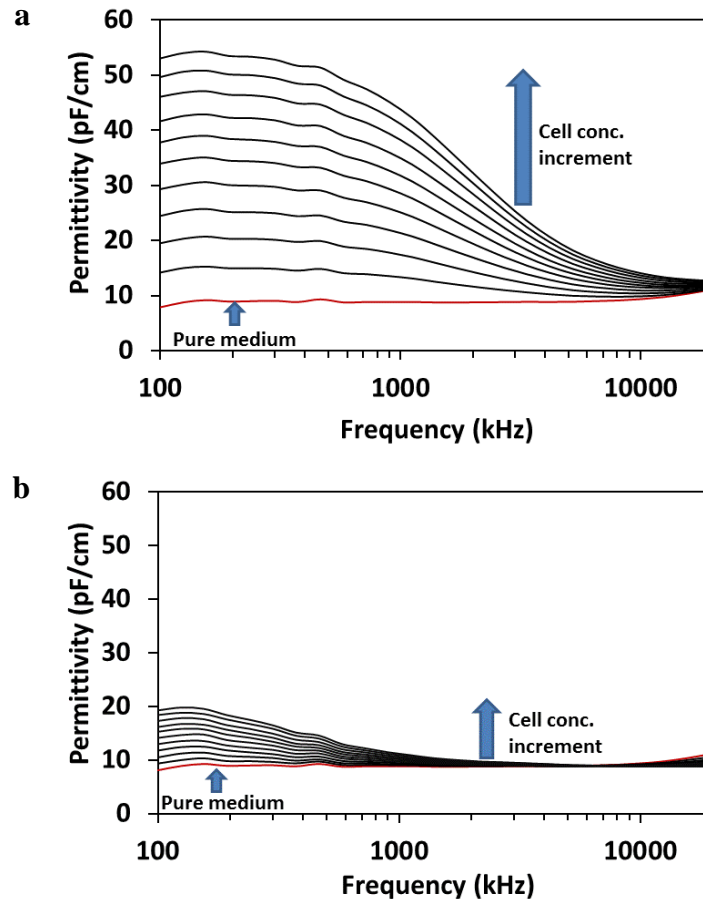 a
60
50
40
30
20
10
0
Permittivity (pF/cm)
Cell conc.
increment
Pure medium
100
1000
10000
Frequency (kHz)
b
60
50
40
30
20
10
0
Permittivity (pF/cm)
Cell conc.
increment
Pure medium
100
1000
10000
Frequency (kHz)